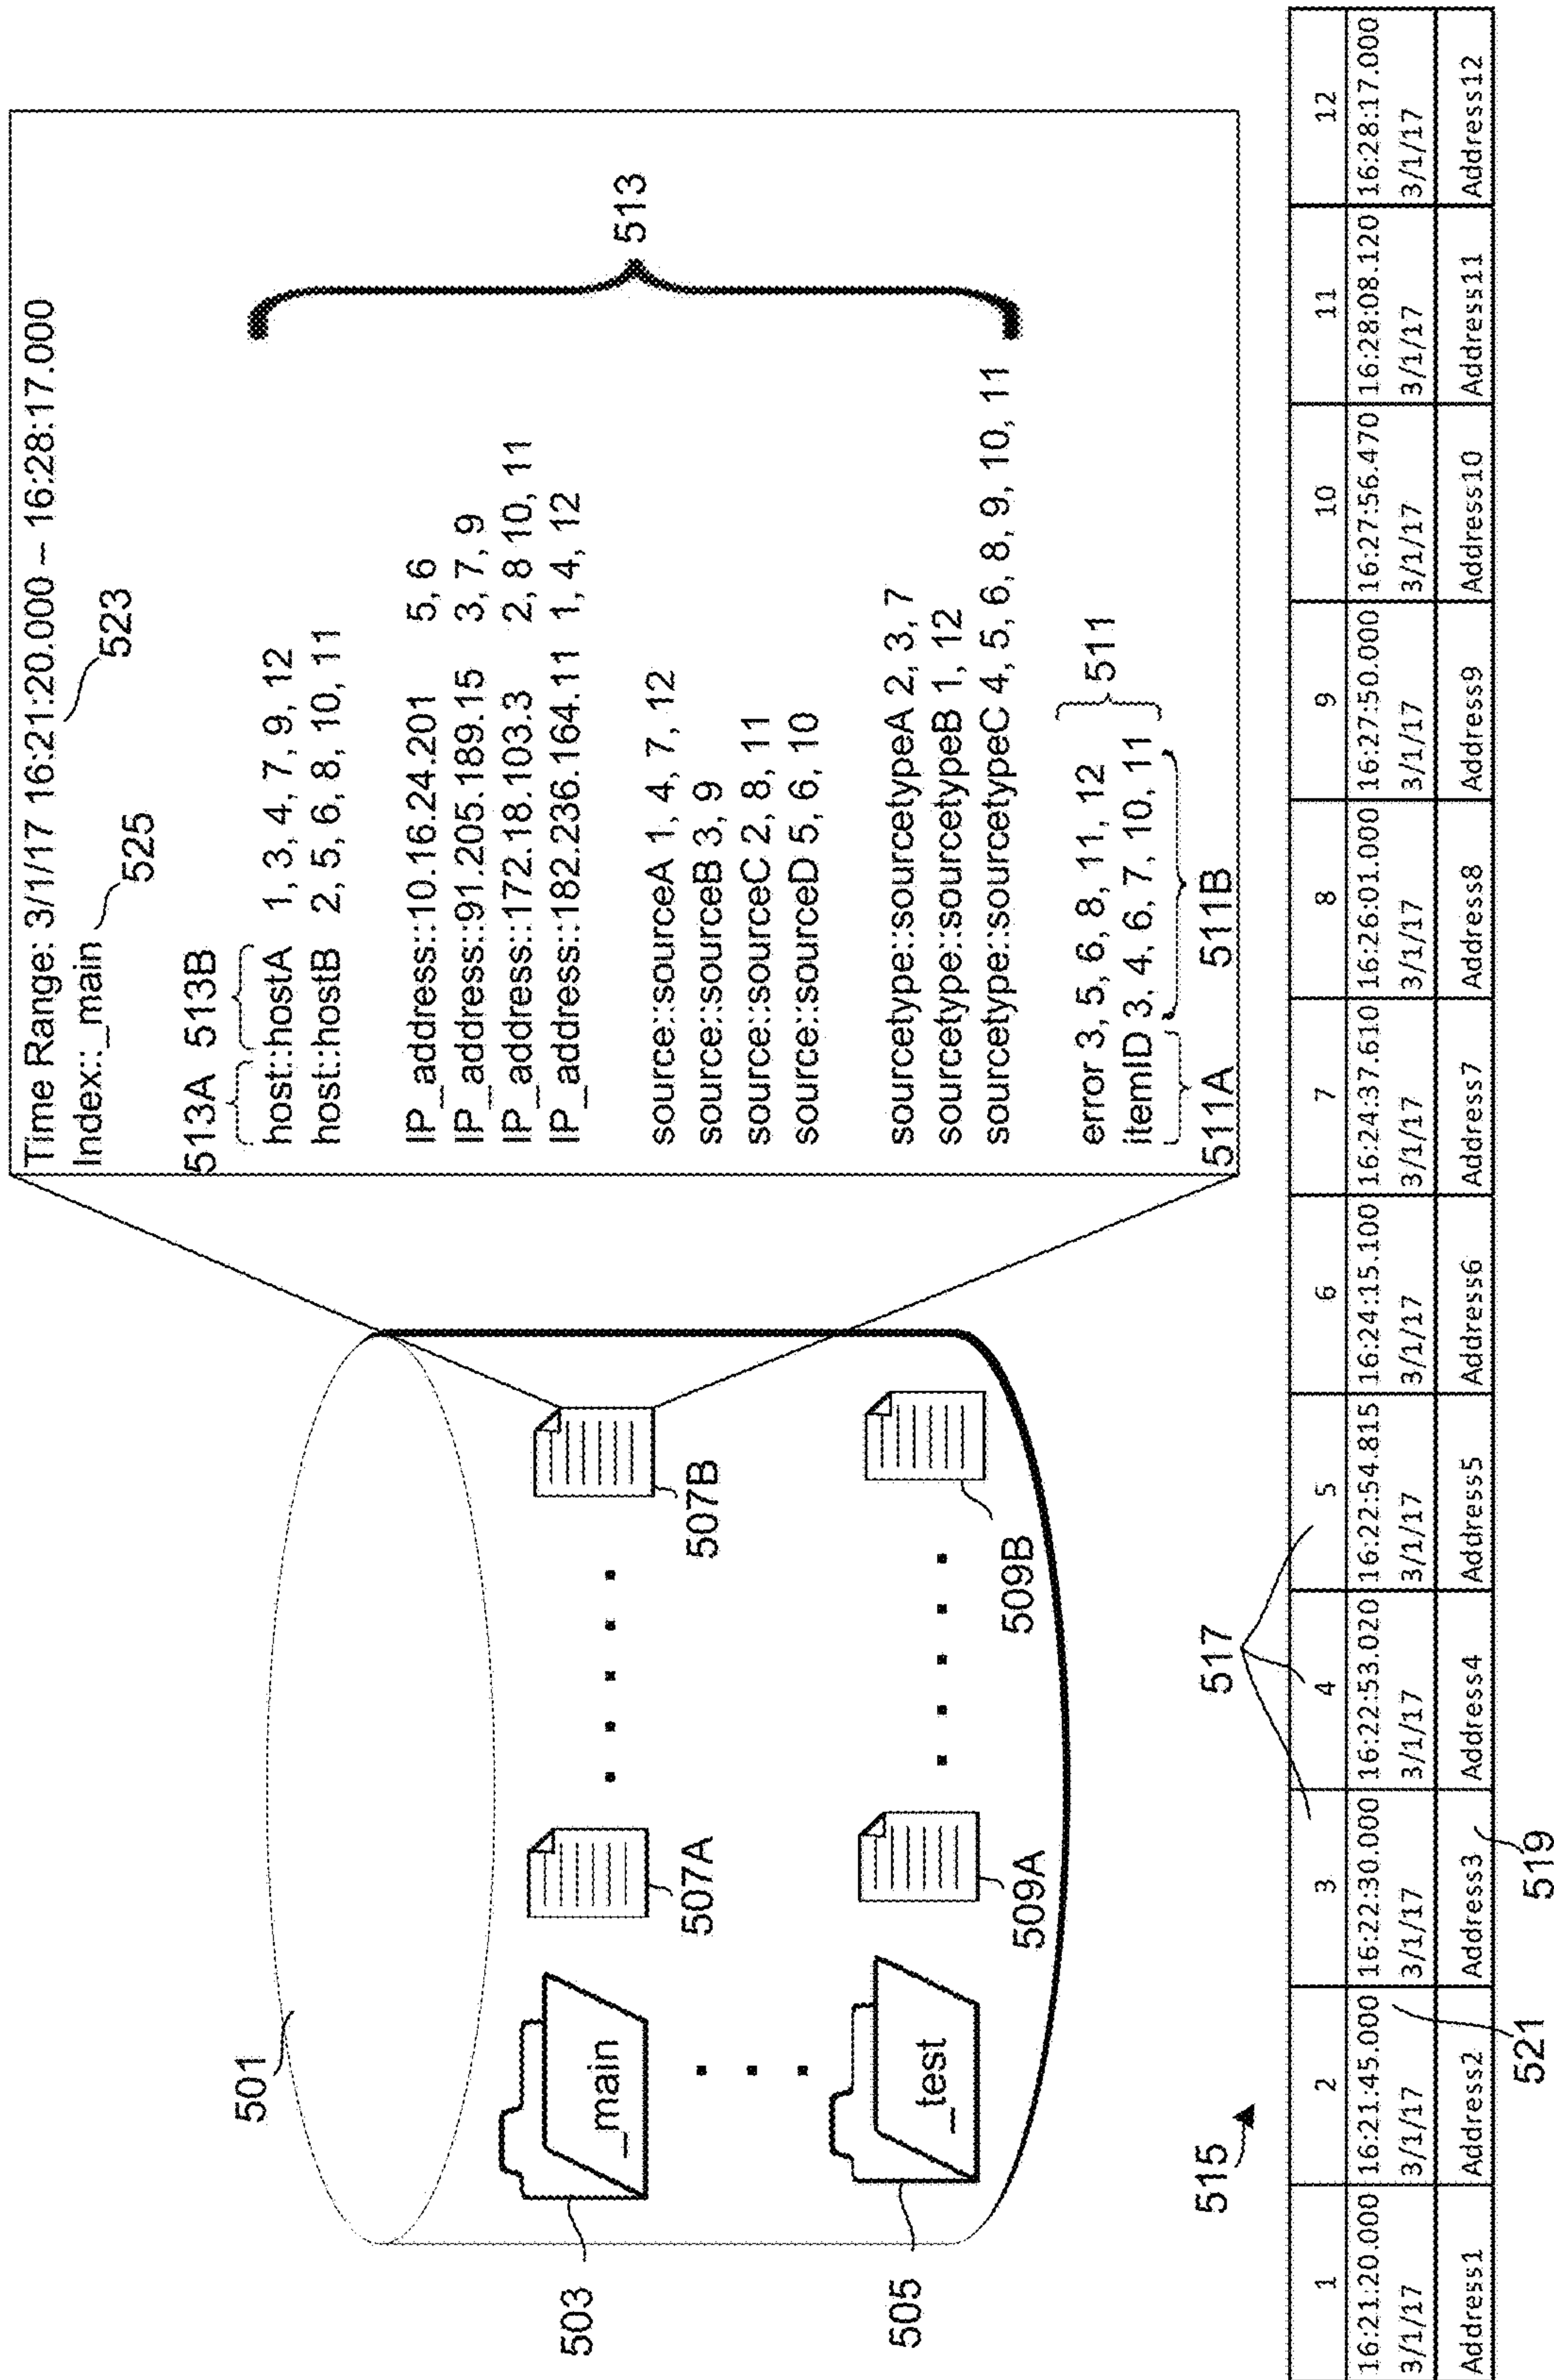 Time Range: 3/1/17 16:21:20.000 – 16:28:17.000
523
Index::_main
525
513A 513B
host::hostA 1, 3, 4, 7, 9, 12
host::hostB 2, 5, 6, 8, 10, 11
IP_address::10.16.24.201 5, 6
IP_address::91.205.189.15 3, 7, 9
IP_address::172.18.103.3 2, 8 10, 11
IP_address::182.236.164.11 1, 4, 12
513
source::sourceA 1, 4, 7, 12
source::sourceB 3, 9
source::sourceC 2, 8, 11
source::sourceD 5, 6, 10
sourcetype::sourcetypeA 2, 3, 7
sourcetype::sourcetypeB 1, 12
sourcetype::sourcetypeC 4, 5, 6, 8, 9, 10, 11
error 3, 5, 6, 8, 11, 12
itemID 3, 4, 6, 7, 10, 11
511
511A 511B
501
503
_main
507A
507B
505
_test
509A
509B
515
517
1 2 3 4 5 6 7 8 9 10 11 12
16:21:20.000 16:21:45.000 16:22:30.000 16:22:53.020 16:22:54.815 16:24:15.100 16:24:37.610 16:26:01.000 16:27:50.000 16:27:56.470 16:28:08.120 16:28:17.000
3/1/17 3/1/17 3/1/17 3/1/17 3/1/17 3/1/17 3/1/17 3/1/17 3/1/17 3/1/17 3/1/17 3/1/17
Address1 Address2 Address3 Address4 Address5 Address6 Address7 Address8 Address9 Address10 Address11 Address12
521
519